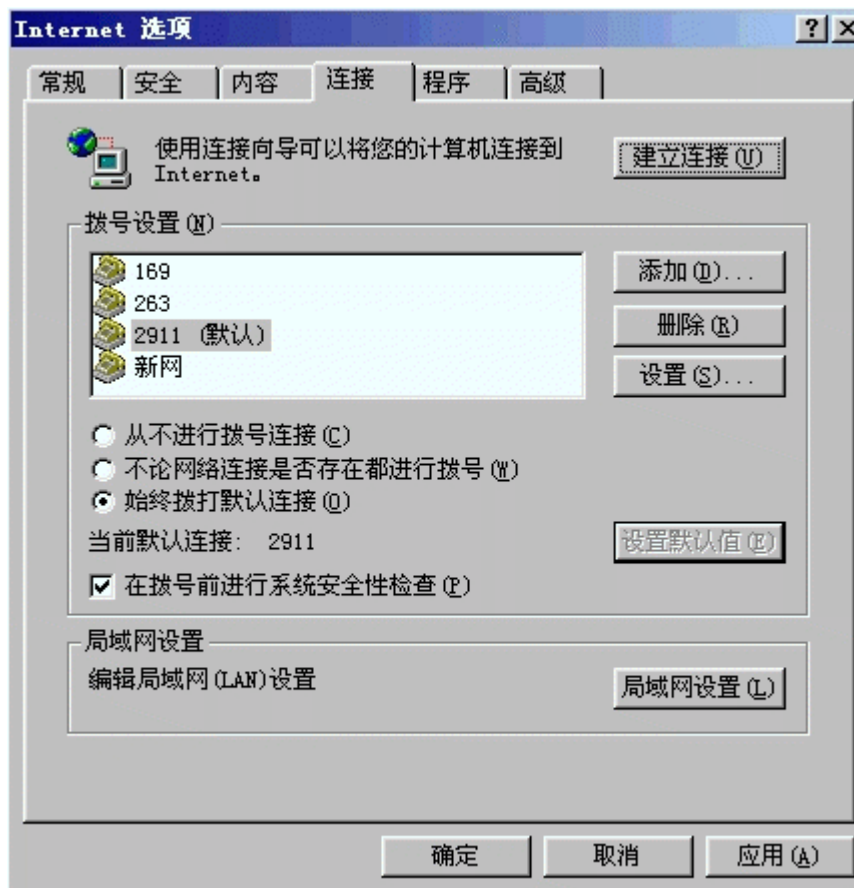 Internet 选项
常规 安全 内容 连接 程序 高级
使用连接向导可以将您的计算机连接到
Internet。
建立连接(U)
拨号设置(N)
169
263
2911 (默认)
新网
添加(D)...
删除(R)
设置(S)...
从不进行拨号连接(C)
不论网络连接是否存在都进行拨号(W)
始终拨打默认连接(O)
当前默认连接: 2911
设置默认值(E)
在拨号前进行系统安全性检查(P)
局域网设置
编辑局域网(LAN)设置
局域网设置(L)
确定 取消 应用(A)